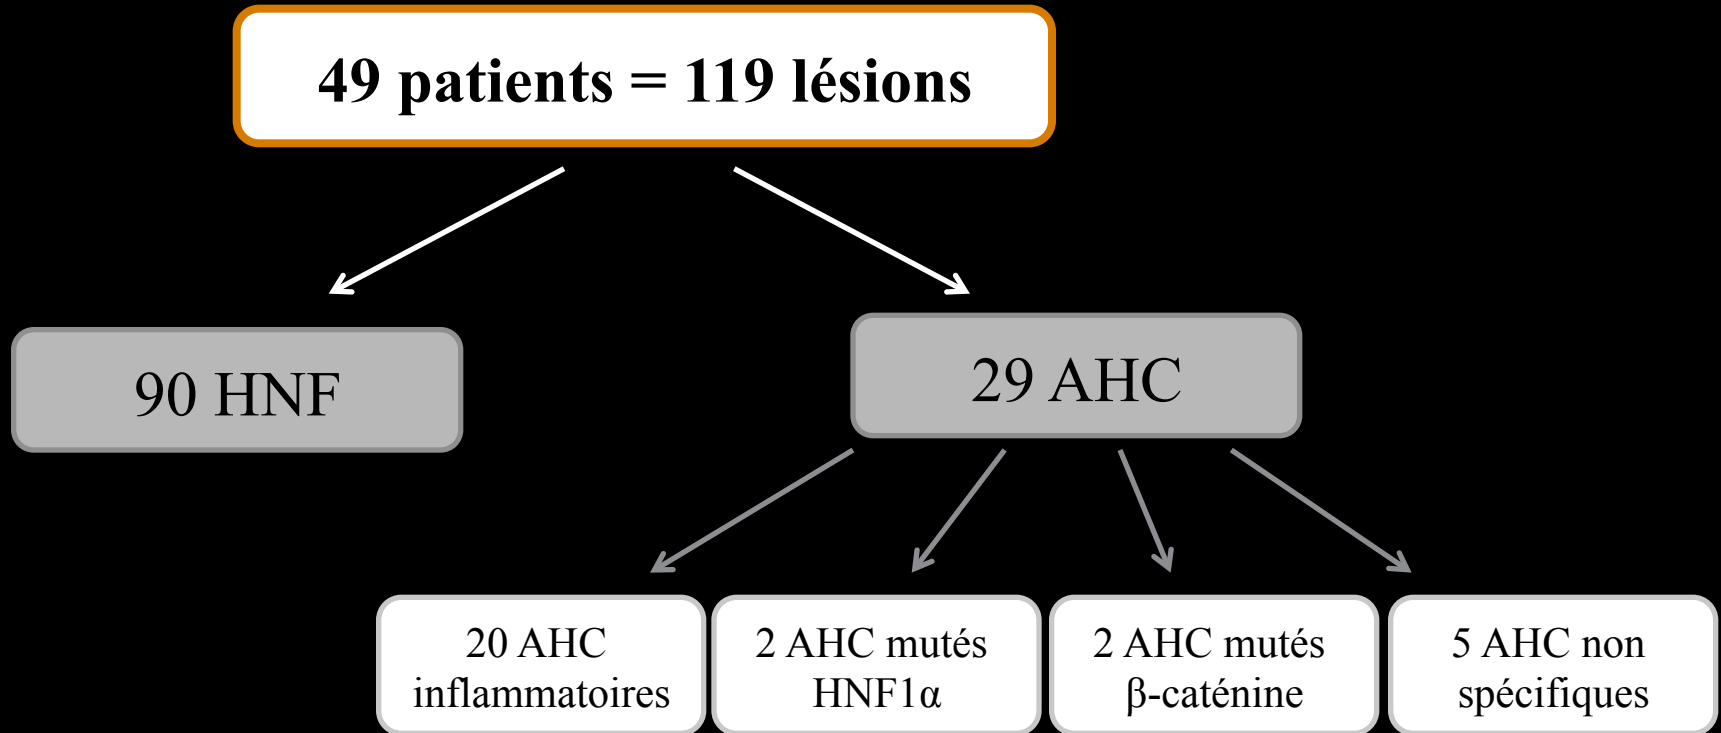 49 patients = 119 lésions
90 HNF
29 AHC
20 AHC
inflammatoires
2 AHC mutés
HNF1α
2 AHC mutés
β-caténine
5 AHC non
spécifiques